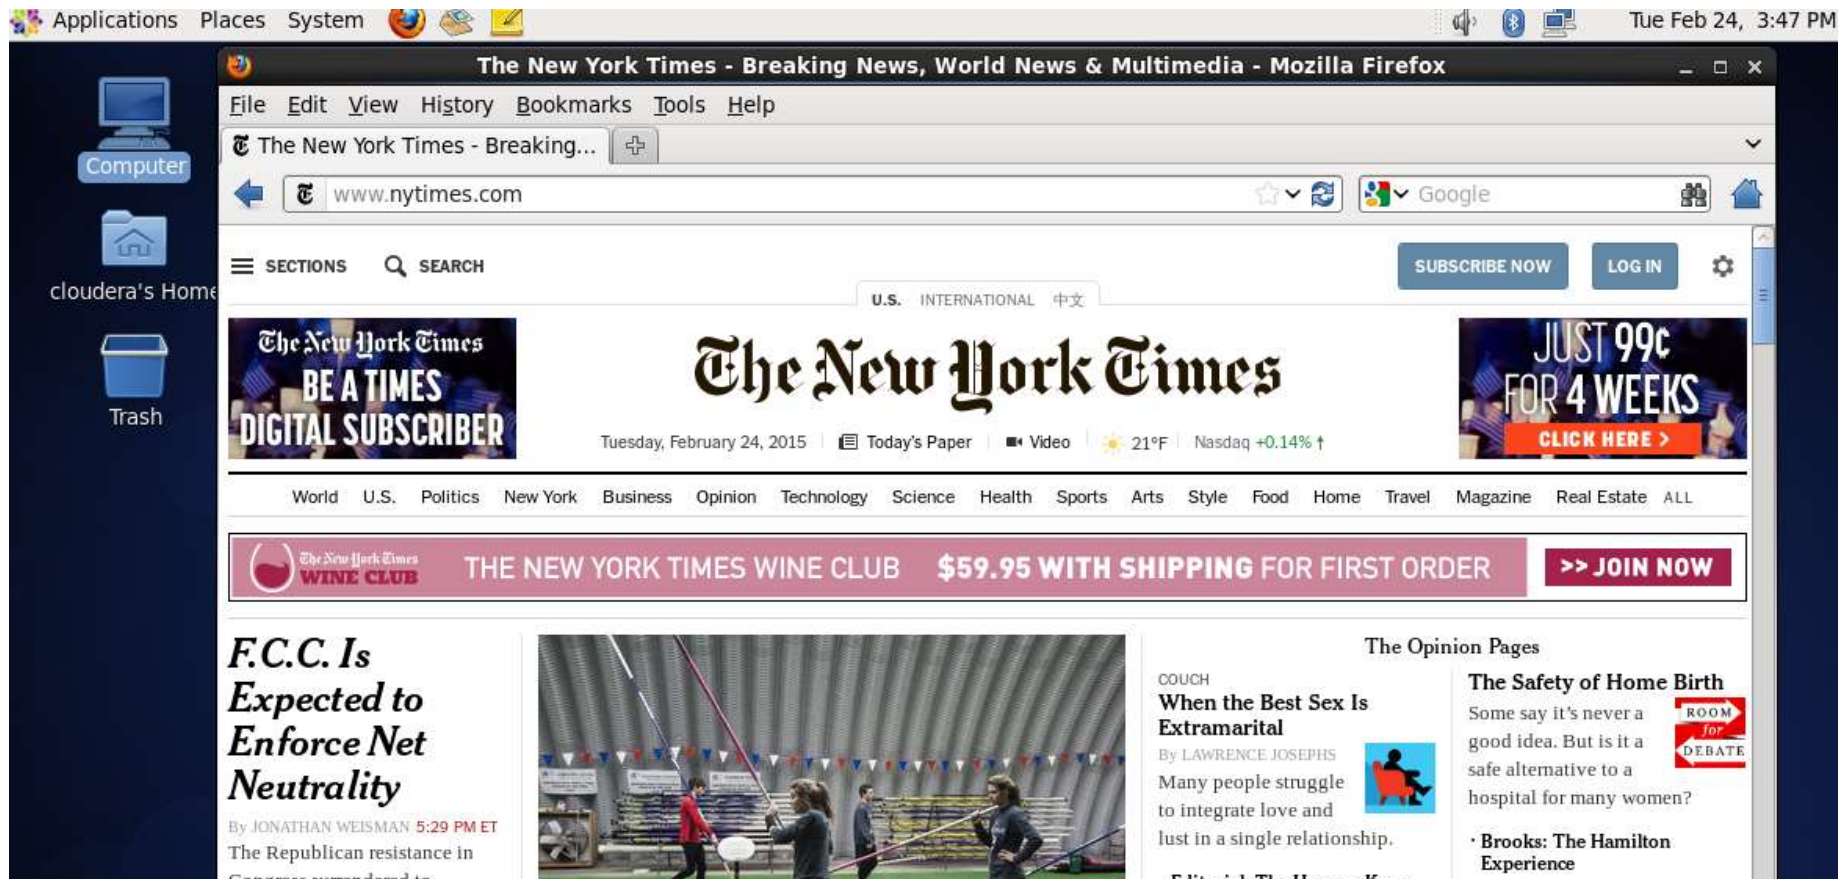 Applications Places System
Tue Feb 24, 3:47 PM
The New York Times - Breaking News, World News & Multimedia - Mozilla Firefox
File Edit View History Bookmarks Tools Help
The New York Times - Breaking...
www.nytimes.com
Google
Computer
cloudera's Home
Trash
SECTIONS SEARCH
SUBSCRIBE NOW LOG IN
U.S. INTERNATIONAL 中文
The New York Times
BE A TIMES
DIGITAL SUBSCRIBER
The New York Times
JUST 99¢
FOR 4 WEEKS
CLICK HERE >
Tuesday, February 24, 2015 Today's Paper Video 21°F Nasdaq +0.14% ↑
World U.S. Politics New York Business Opinion Technology Science Health Sports Arts Style Food Home Travel Magazine Real Estate ALL
The New York Times
WINE CLUB
THE NEW YORK TIMES WINE CLUB $59.95 WITH SHIPPING FOR FIRST ORDER
>> JOIN NOW
F.C.C. Is
Expected to
Enforce Net
Neutrality
By JONATHAN WEISMAN 5:29 PM ET
The Republican resistance in
The Opinion Pages
COUCH
When the Best Sex Is
Extramarital
By LAWRENCE JOSEPHS
Many people struggle
to integrate love and
lust in a single relationship.
The Safety of Home Birth
Some say it's never a
good idea. But is it a
safe alternative to a
hospital for many women?
ROOM
for
DEBATE
· Brooks: The Hamilton
Experience